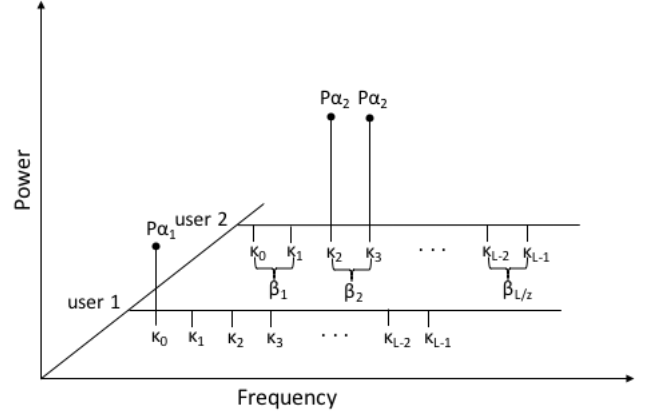 Pα₂ Pα₂
Pα₁
user 2
Κ₀ Κ₁ Κ₂ Κ₃ · · · Κ_L-2 Κ_L-1
β₁ β₂ β_L/z
user 1
Κ₀ Κ₁ Κ₂ Κ₃ · · · Κ_L-2 Κ_L-1
Power
Frequency